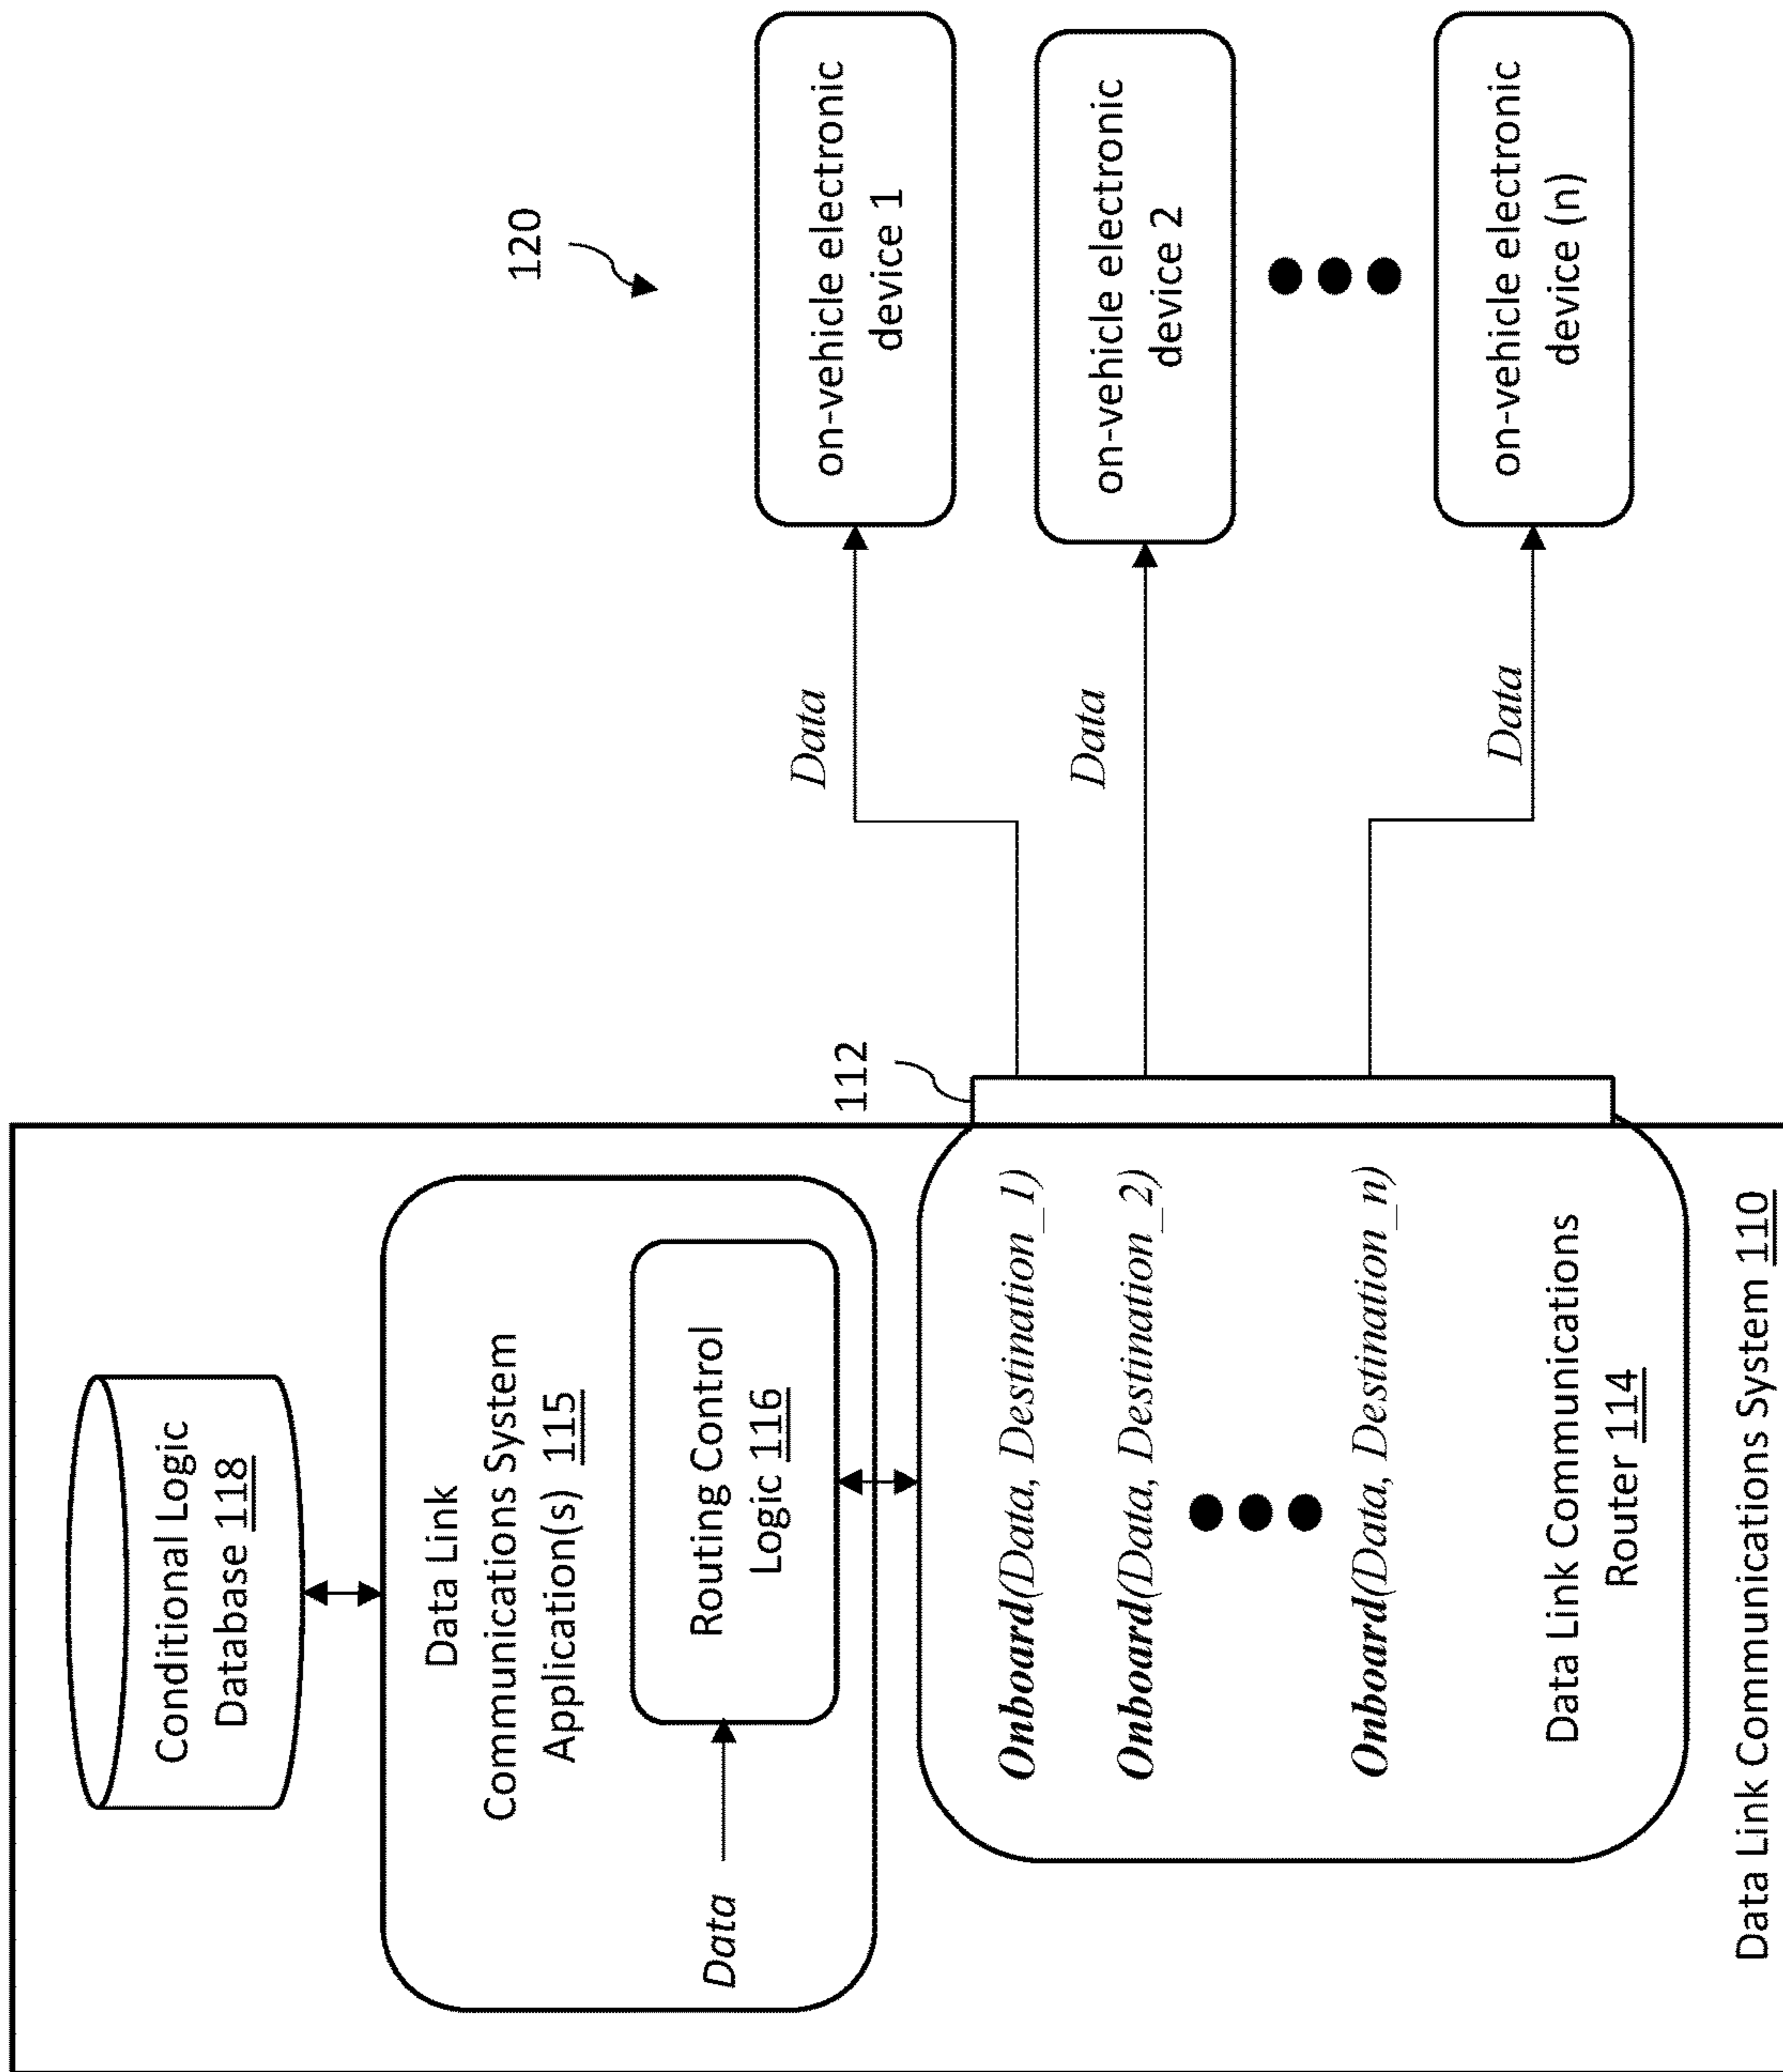 Conditional Logic
Database 118
Data Link
Communications System
Application(s) 115
Data
Routing Control
Logic 116
Onboard(Data, Destination_1)
Onboard(Data, Destination_2)
Onboard(Data, Destination_n)
Data Link Communications
Router 114
Data Link Communications System 110
112
Data
Data
Data
120
on-vehicle electronic
device 1
on-vehicle electronic
device 2
on-vehicle electronic
device (n)